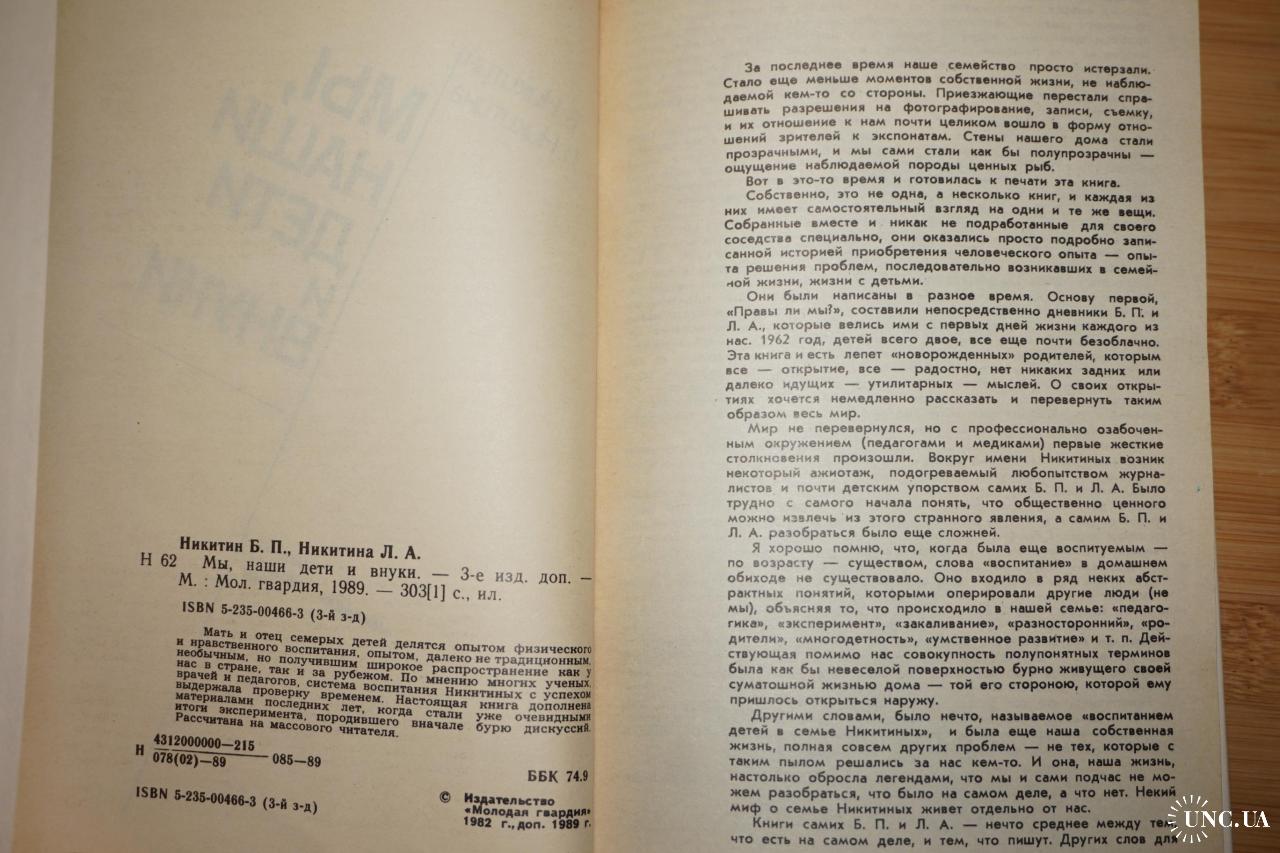 Никитин Б. П., Никитина Л. А.
Н 62 Мы, наши дети и внуки. — 3-е изд. доп. —
М. : Мол. гвардия, 1989. — 303[1] с., ил.
ISBN 5-235-00466-3 (3-й з-д)
Мать и отец семерых детей делятся опытом физического
и нравственного воспитания, опытом, далеко не традиционным,
необычным, но получившим широкое распространение как у
нас в стране, так и за рубежом. По мнению многих ученых,
врачей и педагогов, система воспитания Никитиных с успехом
выдержала проверку временем. Настоящая книга дополнена
материалами последних лет, когда стали уже очевидными
итоги эксперимента, породившего вначале бурю дискуссий.
Рассчитана на массового читателя.
Н 4312000000—215
078(02)—89 085—89
ББК 74.9
ISBN 5-235-00466-3 (3-й з-д)
© Издательство
«Молодая гвардия»
1982 г., доп. 1989 г.
За последнее время наше семейство просто истерзали.
Стало еще меньше моментов собственной жизни, не наблю-
даемой кем-то со стороны. Приезжающие перестали спра-
шивать разрешения на фотографирование, записи, съемку,
и их отношение к нам почти целиком вошло в форму отно-
шений зрителей к экспонатам. Стены нашего дома стали
прозрачными, и мы сами стали как бы полупрозрачны —
ощущение наблюдаемой породы ценных рыб.
Вот в это-то время и готовилась к печати эта книга.
Собственно, это не одна, а несколько книг, и каждая из
них имеет самостоятельный взгляд на одни и те же вещи.
Собранные вместе и никак не подработанные для своего
соседства специально, они оказались просто подробно запи-
санной историей приобретения человеческого опыта — опы-
та решения проблем, последовательно возникавших в семей-
ной жизни, жизни с детьми.
Они были написаны в разное время. Основу первой,
«Правы ли мы?», составили непосредственно дневники Б. П. и
Л. А., которые велись ими с первых дней жизни каждого из
нас. 1962 год, детей всего двое, все еще почти безоблачно.
Эта книга и есть лепет «новорожденных» родителей, которым
все — открытие, все — радостно, нет никаких задних или
далеко идущих — утилитарных — мыслей. О своих откры-
тиях хочется немедленно рассказать и перевернуть таким
образом весь мир.
Мир не перевернулся, но с профессионально озабочен-
ным окружением (педагогами и медиками) первые жесткие
столкновения произошли. Вокруг имени Никитиных возник
некоторый ажиотаж, подогреваемый любопытством журна-
листов и почти детским упорством самих Б. П. и Л. А. Было
трудно с самого начала понять, что общественно ценного
можно извлечь из этого странного явления, а самим Б. П. и
Л. А. разобраться было еще сложней.
Я хорошо помню, что, когда была еще воспитуемым —
по возрасту — существом, слова «воспитание» в домашнем
обиходе не существовало. Оно входило в ряд неких абст-
рактных понятий, которыми оперировали другие люди (не
мы), объясняя то, что происходило в нашей семье: «педаго-
гика», «эксперимент», «закаливание», «разносторонний», «ро-
дители», «многодетность», «умственное развитие» и т. п. Дей-
ствующая помимо нас совокупность полупонятных терминов
была как бы невеселой поверхностью бурно живущего своей
суматошной жизнью дома — той его стороною, которой ему
пришлось открыться наружу.
Другими словами, было нечто, называемое «воспитанием
детей в семье Никитиных», и была еще наша собственная
жизнь, полная совсем других проблем — не тех, которые с
таким пылом решались за нас кем-то. И она, наша жизнь,
настолько обросла легендами, что мы и сами подчас не мо-
жем разобраться, что было на самом деле, а что нет. Некий
миф о семье Никитиных живет отдельно от нас.
Книги самих Б. П. и Л. А. — нечто среднее между тем,
что есть на самом деле, и тем, что пишут. Других слов для
UNC.UA